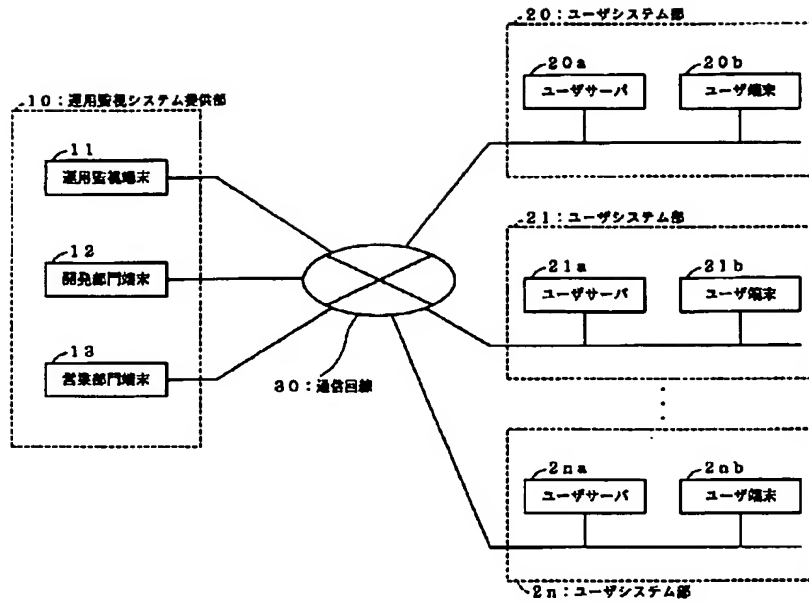 10：運用監視システム提供部
11
運用監視端末
12
開発部門端末
13
営業部門端末
30：通信回線
20：ユーザシステム部
20a
ユーザサーバ
20b
ユーザ端末
21：ユーザシステム部
21a
ユーザサーバ
21b
ユーザ端末
2na
ユーザサーバ
2nb
ユーザ端末
2n：ユーザシステム部